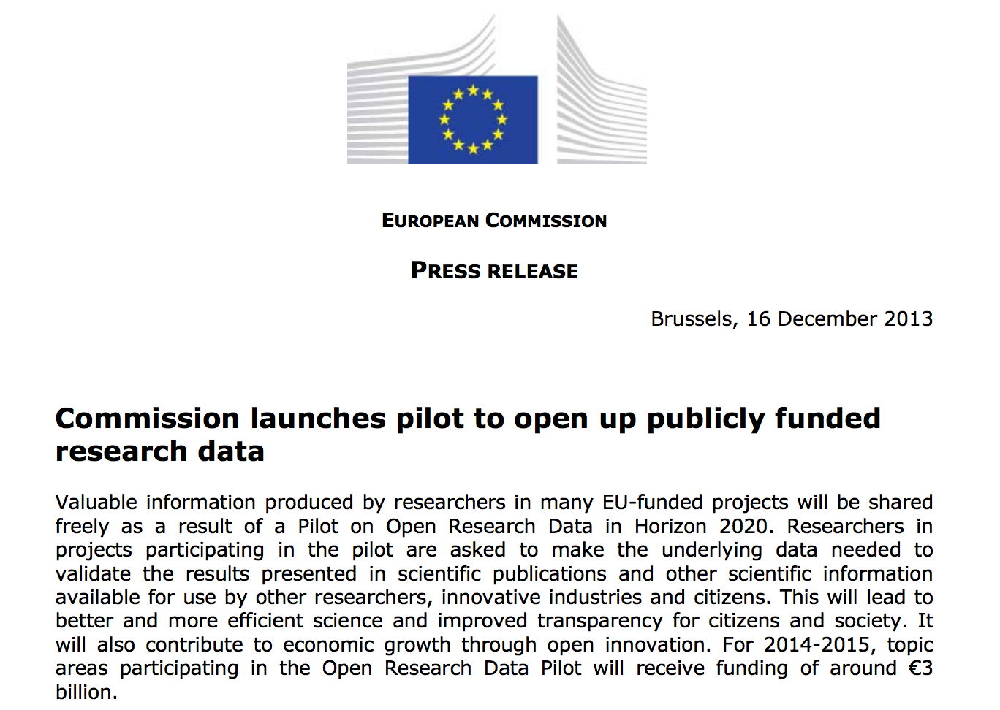 EUROPEAN COMMISSION
PRESS RELEASE
Brussels, 16 December 2013
Commission launches pilot to open up publicly funded
research data
Valuable information produced by researchers in many EU-funded projects will be shared
freely as a result of a Pilot on Open Research Data in Horizon 2020. Researchers in
projects participating in the pilot are asked to make the underlying data needed to
validate the results presented in scientific publications and other scientific information
available for use by other researchers, innovative industries and citizens. This will lead to
better and more efficient science and improved transparency for citizens and society. It
will also contribute to economic growth through open innovation. For 2014-2015, topic
areas participating in the Open Research Data Pilot will receive funding of around €3
billion.